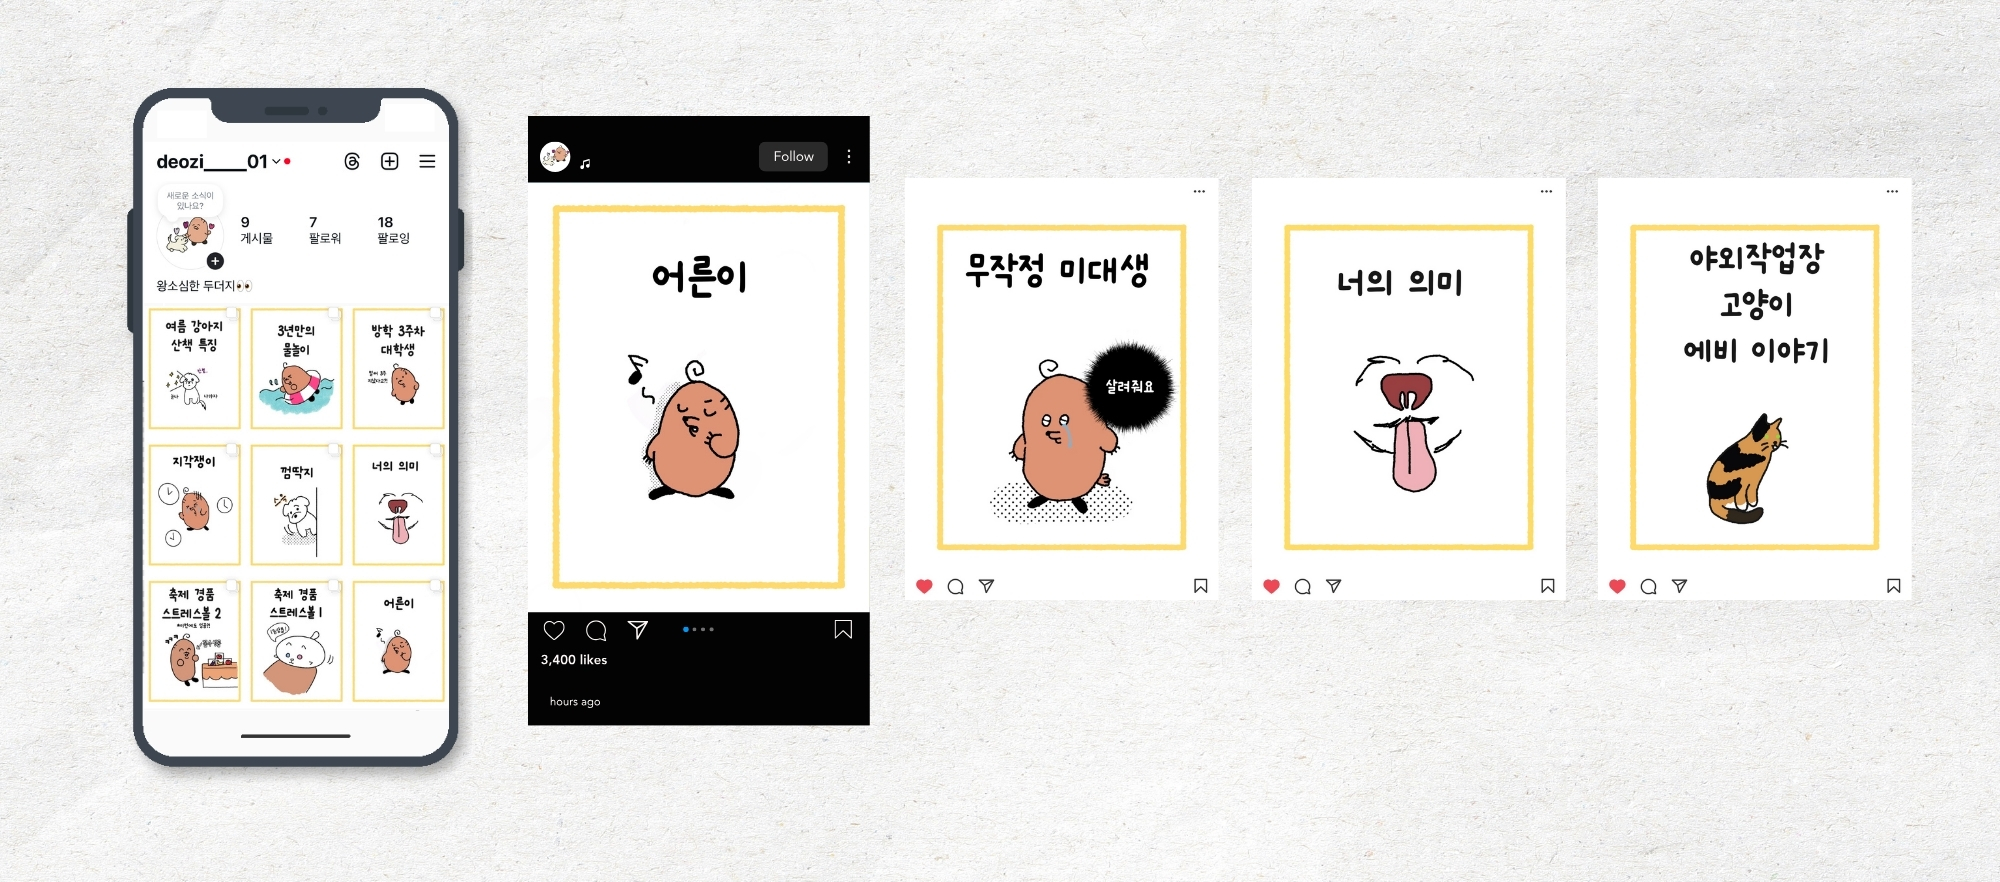 deozi____01
새로운 소식이
있나요?
9
게시물
7
팔로워
18
팔로잉
왕소심한 두더지👀
여름 강아지
산책 특징
3년만의
물놀이
방학 3주차
대학생
지각쟁이
껌딱지
너의 의미
축제 경품
스트레스볼 2
축제 경품
스트레스볼 1
어른이
Follow
어른이
3,400 likes
hours ago
무작정 미대생
살려줘요
너의 의미
야외작업장
고양이
에비 이야기